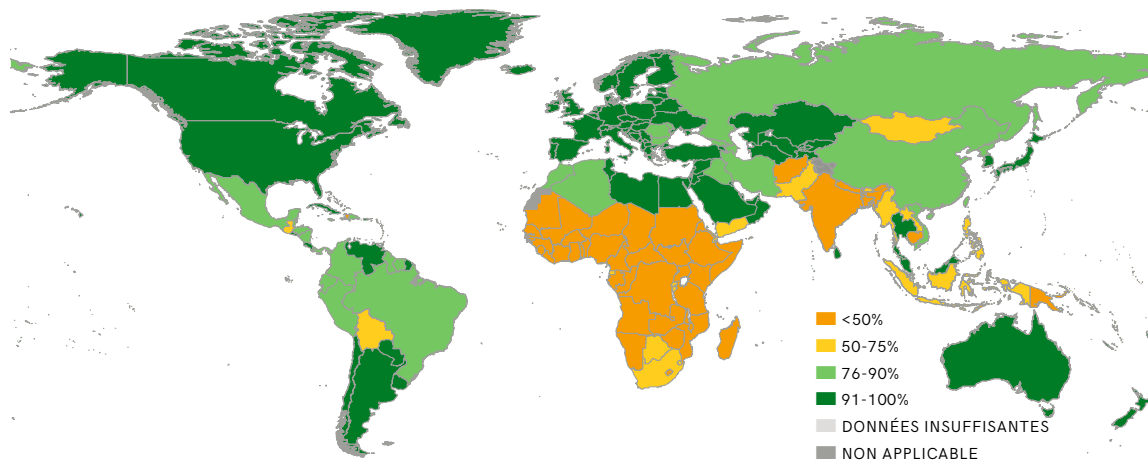 <50%
50-75%
76-90%
91-100%
DONNÉES INSUFFISANTES
NON APPLICABLE